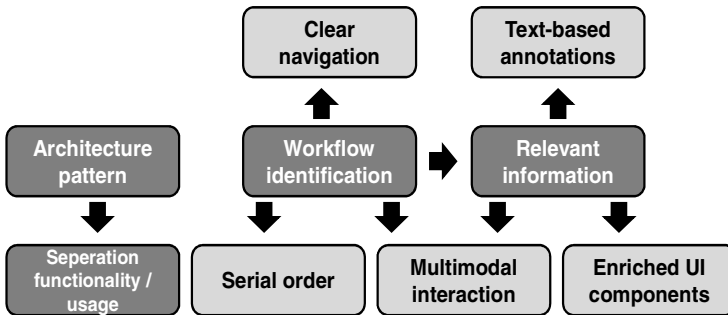 Clear
navigation
Text-based
annotations
Architecture
pattern
Workflow
identification
Relevant
information
Seperation
functionality /
usage
Serial order
Multimodal
interaction
Enriched UI
components